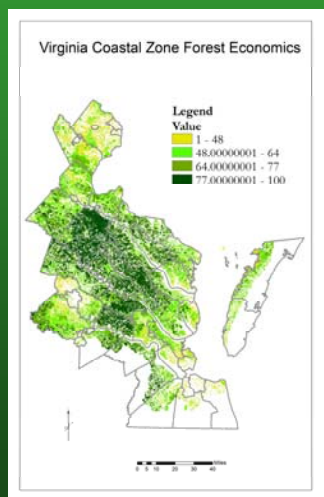 Virginia Coastal Zone Forest Economics
Legend
Value
1 - 48
48.00000001 - 64
64.00000001 - 77
77.00000001 - 100
0 5 10 20 30 40
Miles